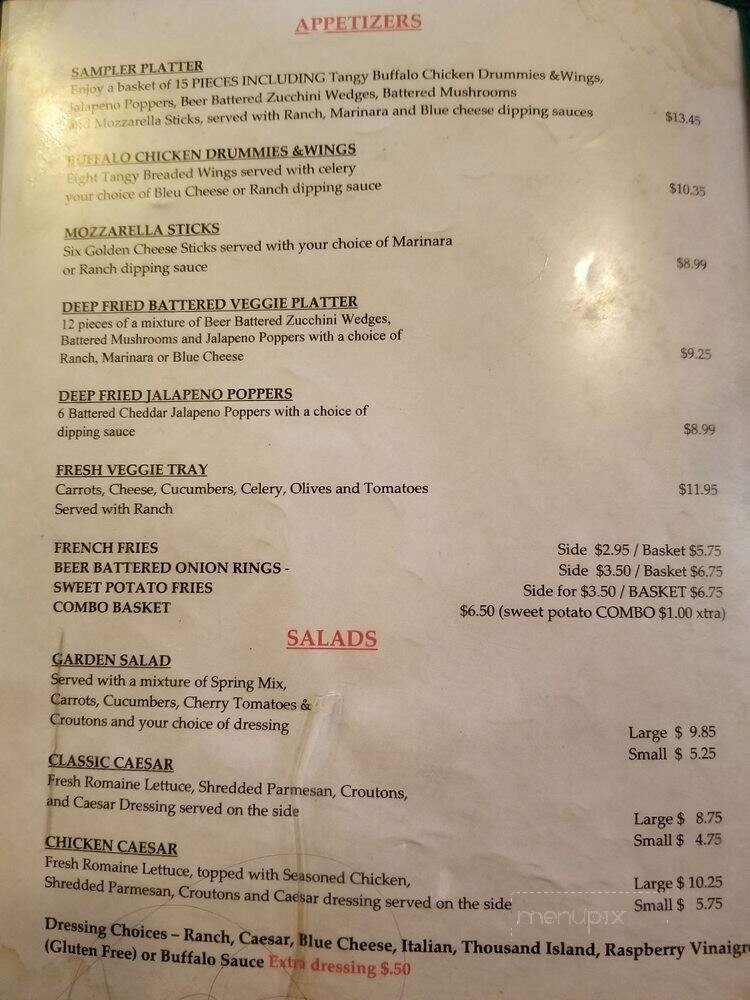 APPETIZERS
SAMPLER PLATTER
Enjoy a basket of 15 PIECES INCLUDING Tangy Buffalo Chicken Drummies &Wings,
Jalapeno Poppers, Beer Battered Zucchini Wedges, Battered Mushrooms
and Mozzarella Sticks, served with Ranch, Marinara and Blue cheese dipping sauces $13.45
BUFFALO CHICKEN DRUMMIES &WINGS
Eight Tangy Breaded Wings served with celery
your choice of Bleu Cheese or Ranch dipping sauce $10.35
MOZZARELLA STICKS
Six Golden Cheese Sticks served with your choice of Marinara
or Ranch dipping sauce $8.99
DEEP FRIED BATTERED VEGGIE PLATTER
12 pieces of a mixture of Beer Battered Zucchini Wedges,
Battered Mushrooms and Jalapeno Poppers with a choice of
Ranch, Marinara or Blue Cheese $9.25
DEEP FRIED JALAPENO POPPERS
6 Battered Cheddar Jalapeno Poppers with a choice of
dipping sauce $8.99
FRESH VEGGIE TRAY
Carrots, Cheese, Cucumbers, Celery, Olives and Tomatoes $11.95
Served with Ranch
FRENCH FRIES Side $2.95 / Basket $5.75
BEER BATTERED ONION RINGS - Side $3.50 / Basket $6.75
SWEET POTATO FRIES Side for $3.50 / BASKET $6.75
COMBO BASKET $6.50 (sweet potato COMBO $1.00 xtra)
SALADS
GARDEN SALAD
Served with a mixture of Spring Mix,
Carrots, Cucumbers, Cherry Tomatoes &
Croutons and your choice of dressing
Large $ 9.85
Small $ 5.25
CLASSIC CAESAR
Fresh Romaine Lettuce, Shredded Parmesan, Croutons,
and Caesar Dressing served on the side
Large $ 8.75
Small $ 4.75
CHICKEN CAESAR
Fresh Romaine Lettuce, topped with Seasoned Chicken,
Shredded Parmesan, Croutons and Caesar dressing served on the side
Large $ 10.25
Small $ 5.75
menupix
Dressing Choices – Ranch, Caesar, Blue Cheese, Italian, Thousand Island, Raspberry Vinaigr
(Gluten Free) or Buffalo Sauce Extra dressing $.50